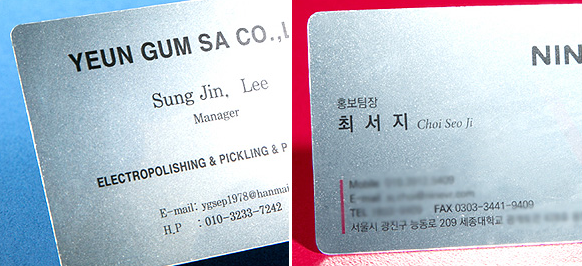 YEUN GUM SA CO.,L
Sung Jin. Lee
Manager
ELECTROPOLISHING & PICKLING & P
E-mail: ygsep1978@hanmai
H.P : 010-3233-7242
NIN
홍보팀장
최 서 지 Choi Seo Ji
Mobile
E-mail
TEL FAX 0303-3441-9409
서울시 광진구 능동로 209 세종대학교